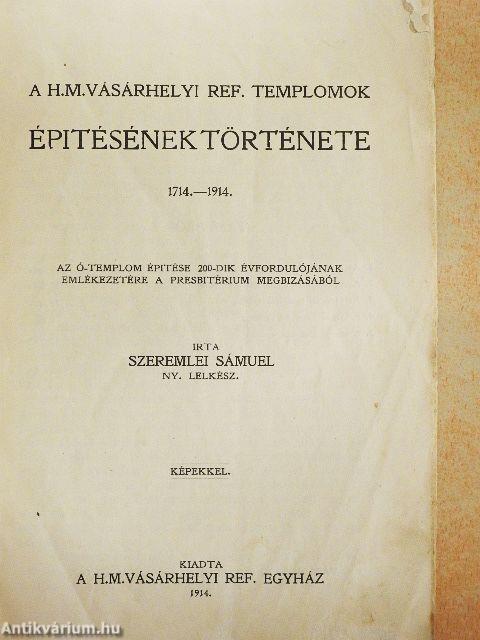 A H.M.VÁSÁRHELYI REF. TEMPLOMOK
ÉPITÉSÉNEK TÖRTÉNETE
1714.—1914.
AZ Ó-TEMPLOM ÉPITÉSE 200-DIK ÉVFORDULÓJÁNAK
EMLÉKEZETÉRE A PRESBITÉRIUM MEGBIZÁSÁBÓL
IRTA
SZEREMLEI SÁMUEL
NY. LELKÉSZ.
KÉPEKKEL.
KIADTA
A H.M.VÁSÁRHELYI REF. EGYHÁZ
1914.
Antikvárium.hu